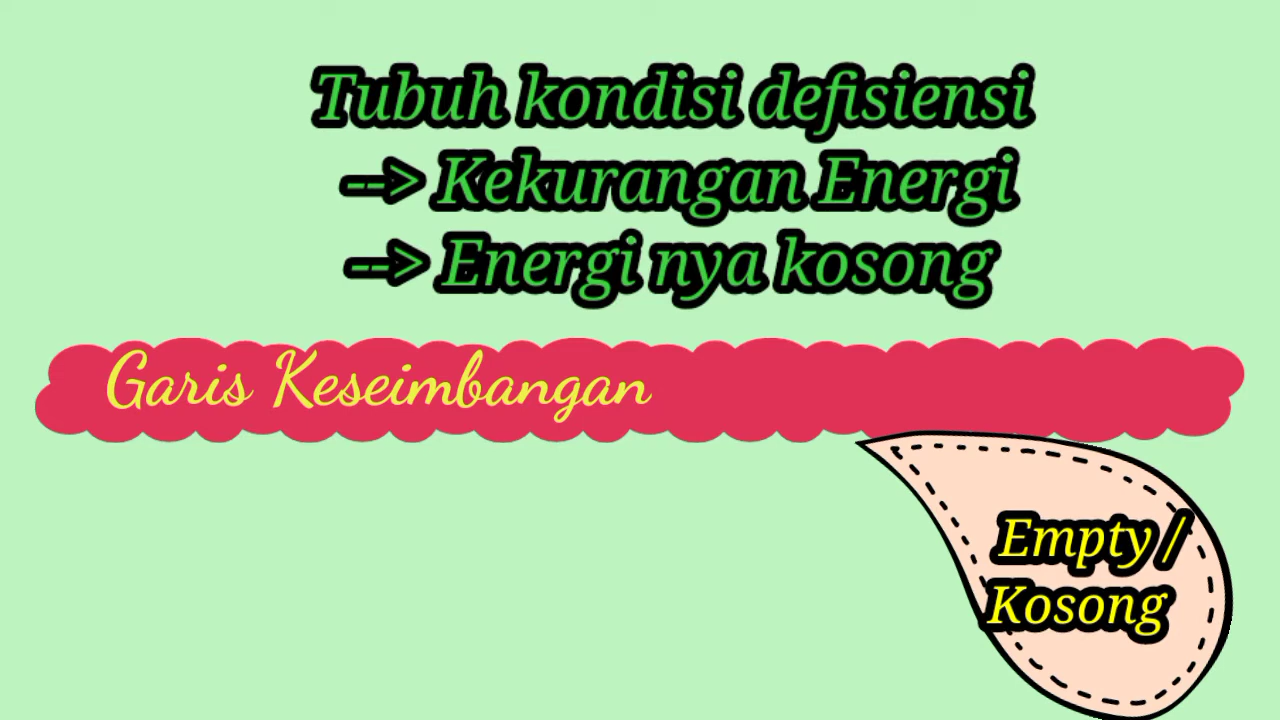 Tubuh kondisi defisiensi
--> Kekurangan Energi
--> Energi nya kosong
Garis Keseimbangan
Empty /
Kosong